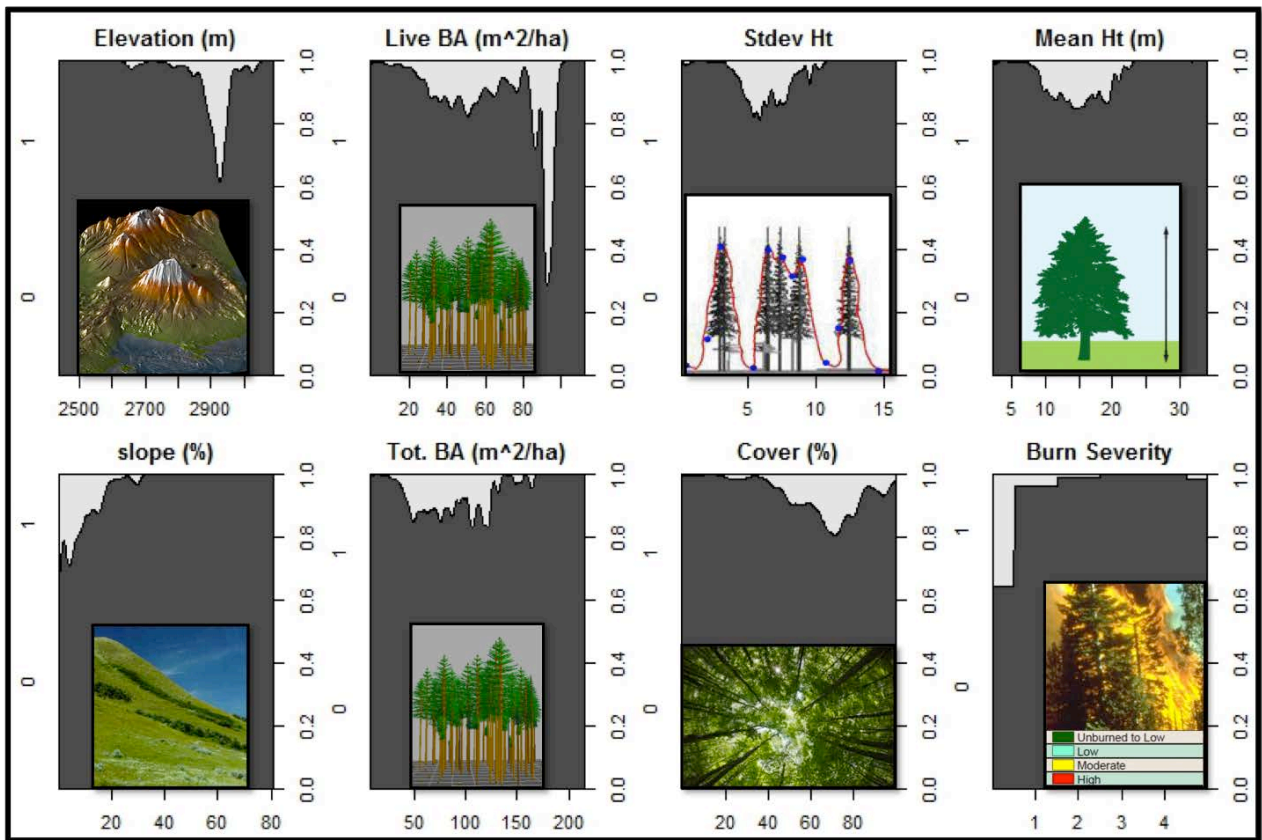 Elevation (m)
Live BA (m^2/ha)
Stdev Ht
Mean Ht (m)
0 1
0.0 0.2 0.4 0.6 0.8 1.0
0 1
0.0 0.2 0.4 0.6 0.8 1.0
0 1
0.0 0.2 0.4 0.6 0.8 1.0
0 1
0.0 0.2 0.4 0.6 0.8 1.0
2500 2700 2900
20 40 60 80
5 10 15
5 10 20 30
slope (%)
Tot. BA (m^2/ha)
Cover (%)
Burn Severity
0 1
0.0 0.2 0.4 0.6 0.8 1.0
0 1
0.0 0.2 0.4 0.6 0.8 1.0
0 1
0.0 0.2 0.4 0.6 0.8 1.0
0 1
0.0 0.2 0.4 0.6 0.8 1.0
Unburned to Low
Low
Moderate
High
20 40 60 80
50 100 150 200
20 40 60 80
1 2 3 4